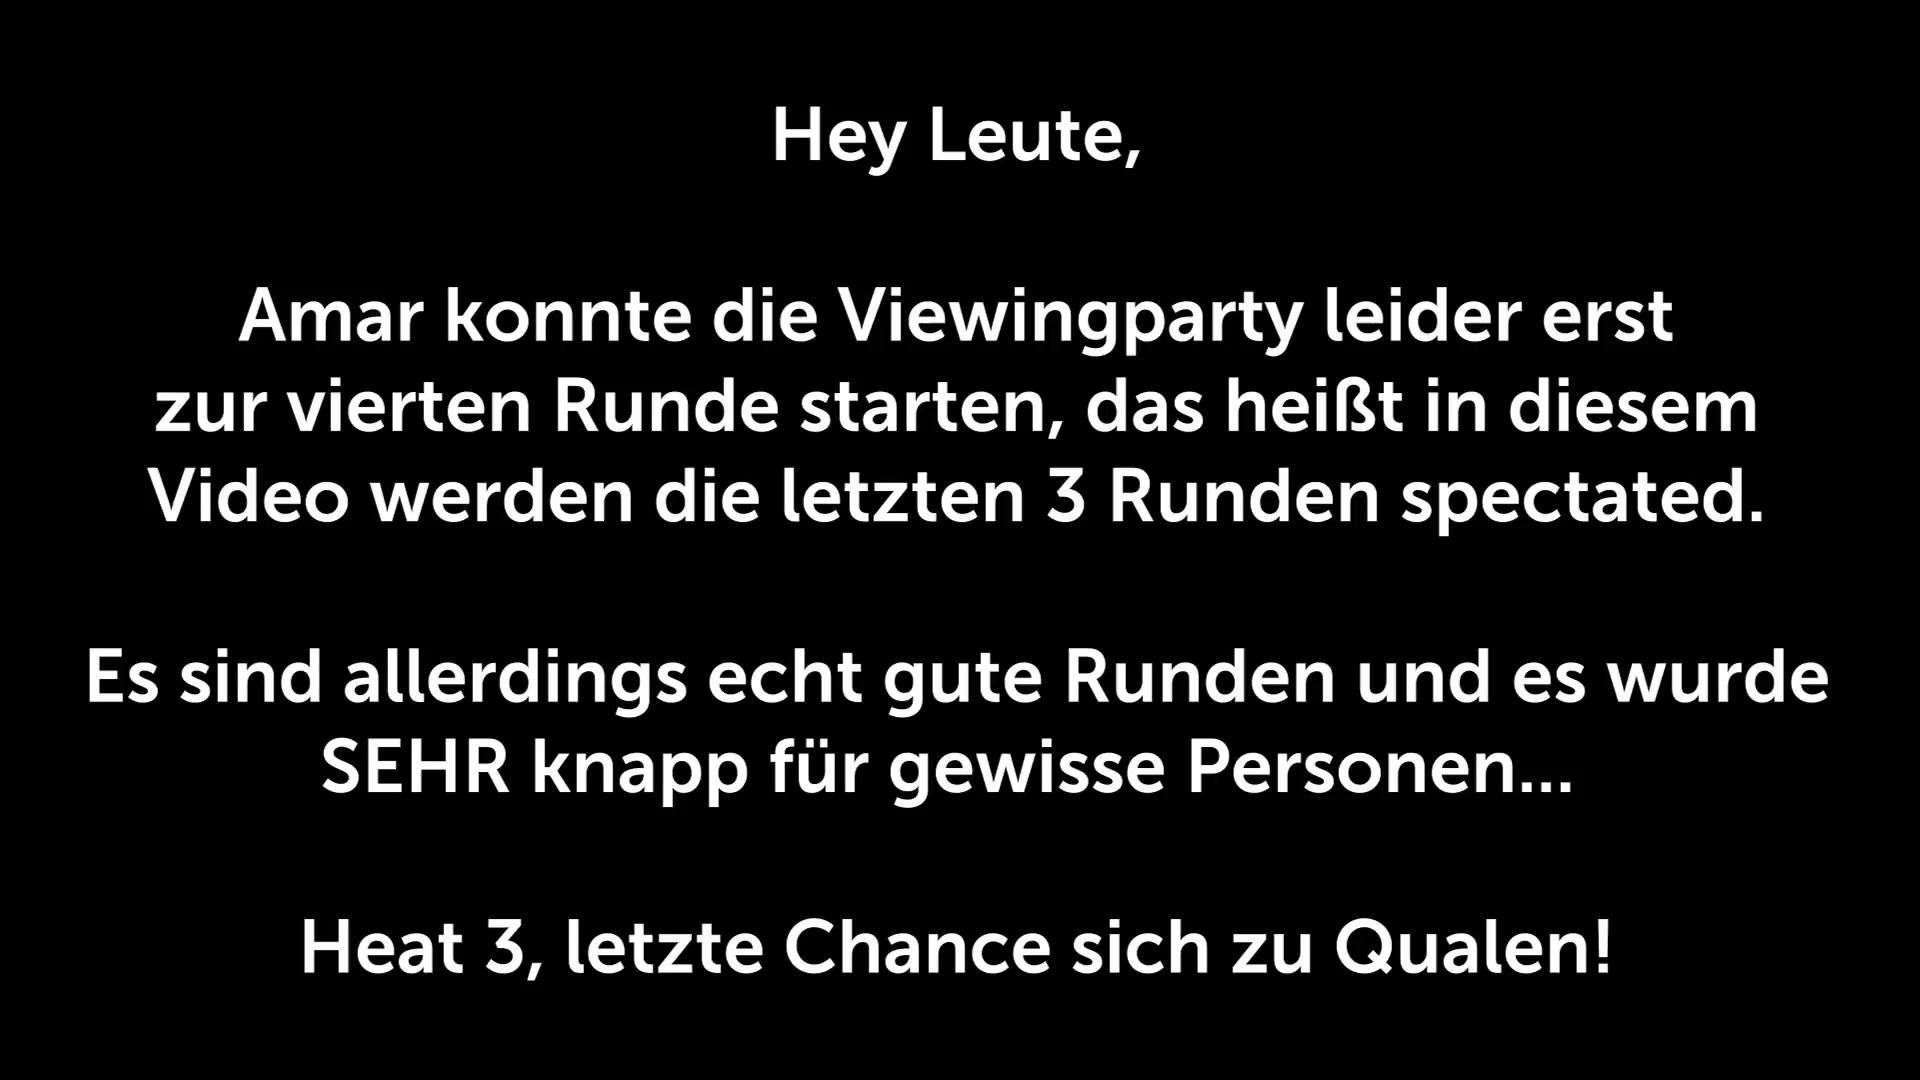 Hey Leute,
Amar konnte die Viewingparty leider erst
zur vierten Runde starten, das heißt in diesem
Video werden die letzten 3 Runden spectated.
Es sind allerdings echt gute Runden und es wurde
SEHR knapp für gewisse Personen...
Heat 3, letzte Chance sich zu Qualen!